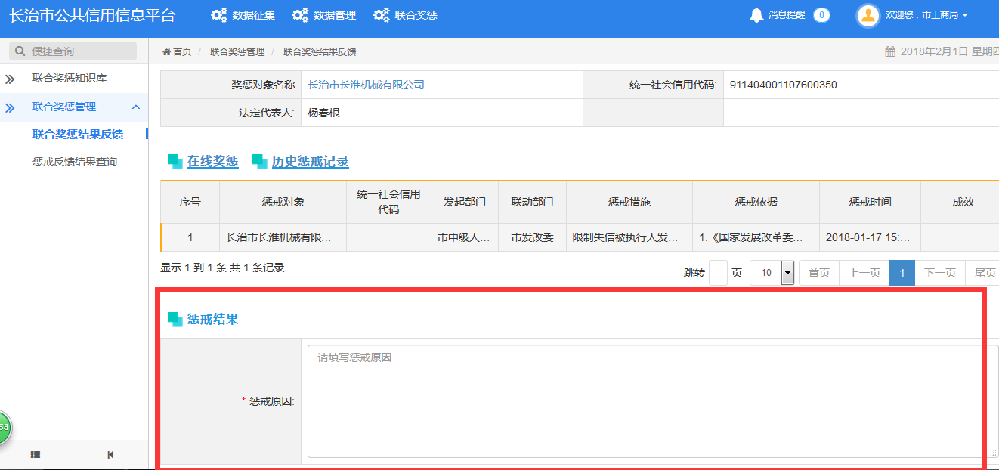 长治市公共信用信息平台 数据征集 数据管理 联合奖惩 消息提醒 0 欢迎您，市工商局
便捷查询 首页 / 联合奖惩管理 / 联合奖惩结果反馈 2018年2月1日 星期四
联合奖惩知识库
联合奖惩管理
联合奖惩结果反馈
惩戒反馈结果查询
奖惩对象名称 长治市长淮机械有限公司 统一社会信用代码: 911404001107600350
法定代表人: 杨春根
在线奖惩 历史惩戒记录
序号 惩戒对象 统一社会信用代码 发起部门 联动部门 惩戒措施 惩戒依据 惩戒时间 成效
1 长治市长淮机械有限... 市中级人... 市发改委 限制失信被执行人发... 1.《国家发展改革委... 2018-01-17 15:...
显示 1 到 1 条 共 1 条记录
跳转 页 10 首页 上一页 1 下一页 尾页
惩戒结果
* 惩戒原因: 请填写惩戒原因
53